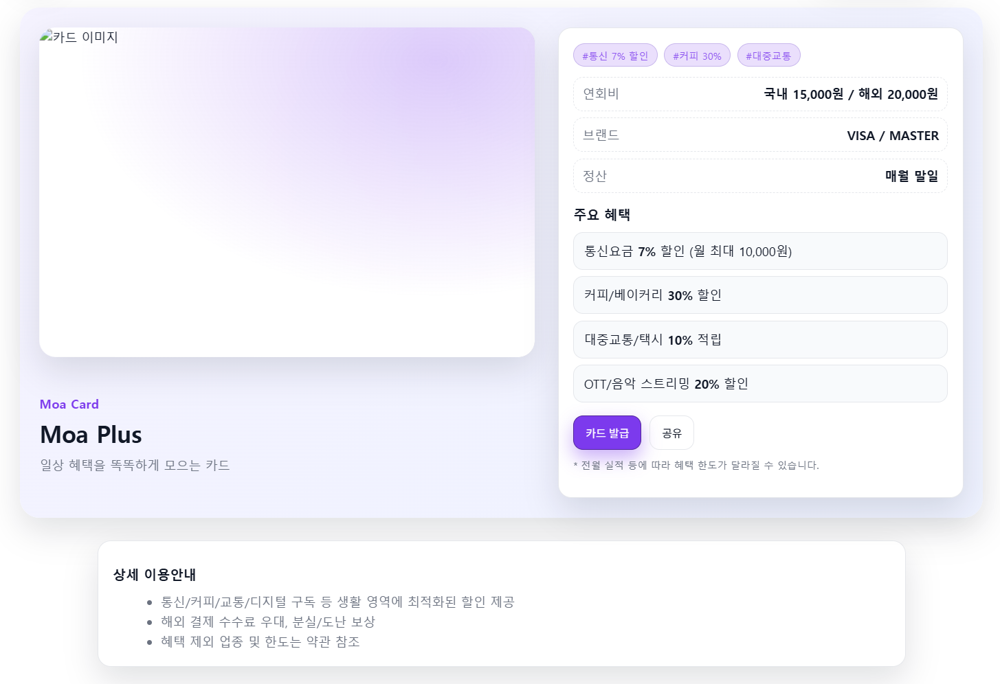 카드 이미지
Moa Card
Moa Plus
일상 혜택을 똑똑하게 모으는 카드
#통신 7% 할인 #커피 30% #대중교통
연회비 국내 15,000원 / 해외 20,000원
브랜드 VISA / MASTER
정산 매월 말일
주요 혜택
통신요금 7% 할인 (월 최대 10,000원)
커피/베이커리 30% 할인
대중교통/택시 10% 적립
OTT/음악 스트리밍 20% 할인
카드 발급 공유
* 전월 실적 등에 따라 혜택 한도가 달라질 수 있습니다.
상세 이용안내
통신/커피/교통/디지털 구독 등 생활 영역에 최적화된 할인 제공
해외 결제 수수료 우대, 분실/도난 보상
혜택 제외 업종 및 한도는 약관 참조